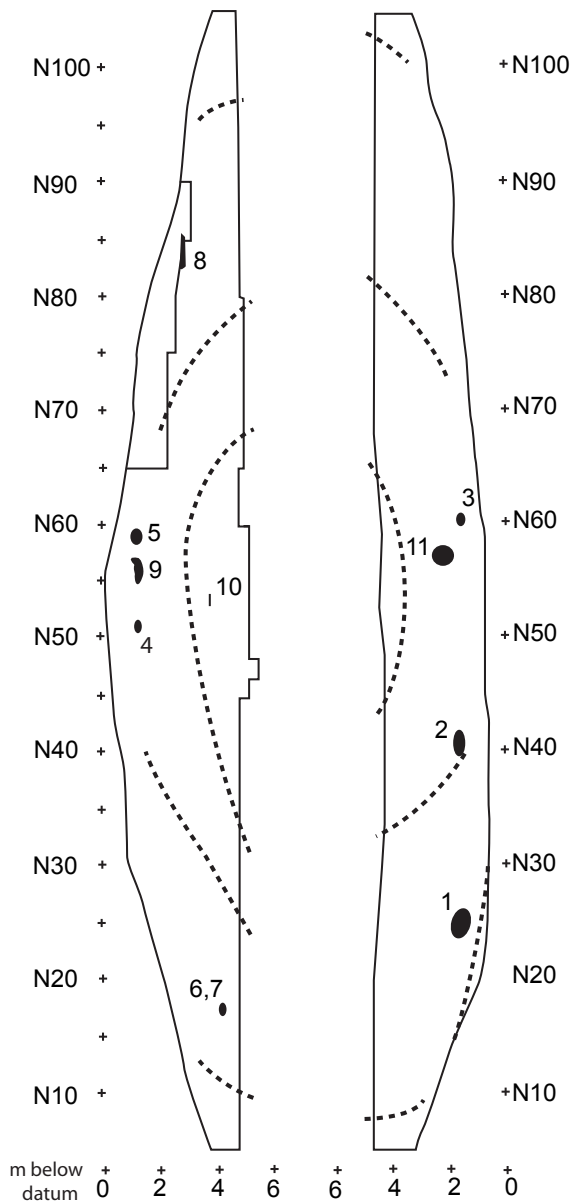 N100 + + N100
+
N90 + + N90
8
+
N80 + + N80
+
N70 + + N70
+
3
N60 + + N60
5
11
9
+
10
N50 + + N50
4
+
2
N40 + + N40
+
N30 + + N30
1
+
N20 + N20
6,7
+
N10 + + N10
m below + + + + + + + +
datum 0 2 4 6 6 4 2 0